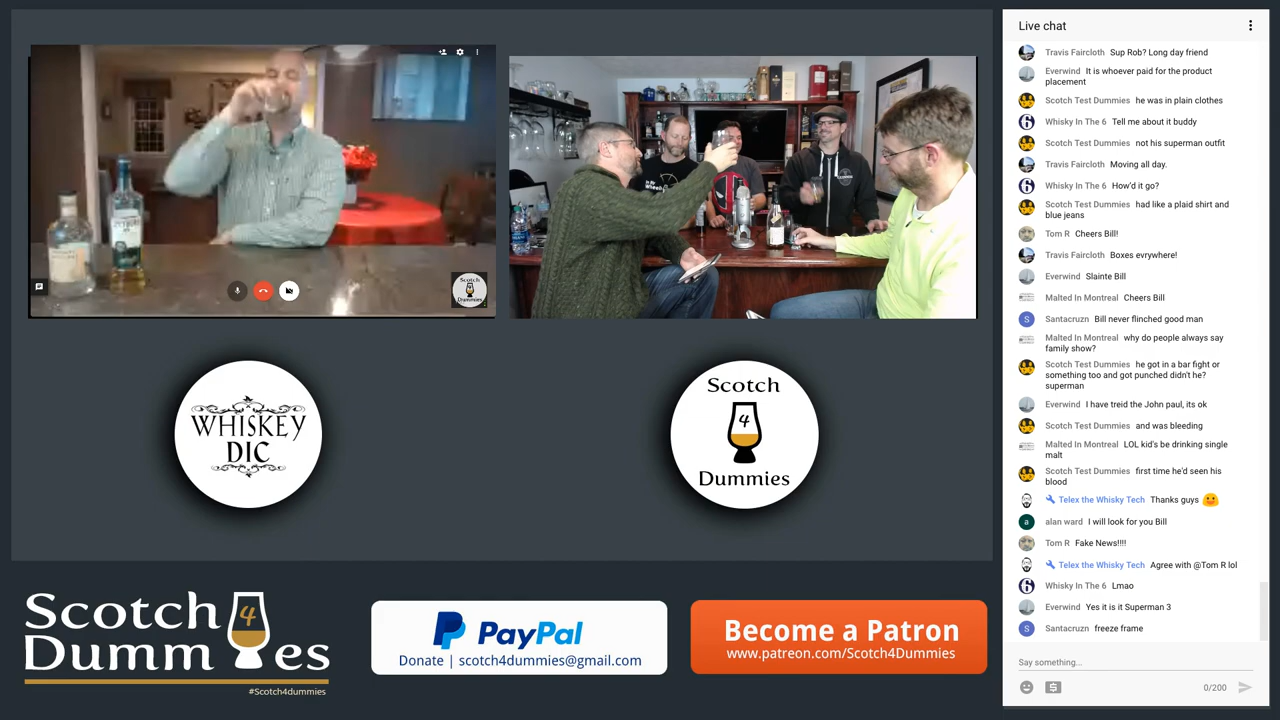 Live chat
Travis Faircloth Sup Rob? Long day friend
Everwind It is whoever paid for the product
placement
Scotch Test Dummies he was in plain clothes
Whisky In The 6 Tell me about it buddy
Scotch Test Dummies not his superman outfit
Travis Faircloth Moving all day.
Whisky In The 6 How'd it go?
Scotch Test Dummies had like a plaid shirt and
blue jeans
Tom R Cheers Bill!
Travis Faircloth Boxes evrywhere!
Everwind Slainte Bill
Malted In Montreal Cheers Bill
S Santacruzn Bill never flinched good man
Malted In Montreal why do people always say
family show?
Scotch Test Dummies he got in a bar fight or
something too and got punched didn't he?
superman
Everwind I have treid the John paul, its ok
Scotch Test Dummies and was bleeding
Malted In Montreal LOL kid's be drinking single
malt
Scotch Test Dummies first time he'd seen his
blood
Telex the Whisky Tech Thanks guys
a alan ward I will look for you Bill
Tom R Fake News!!!!
Telex the Whisky Tech Agree with @Tom R lol
Whisky In The 6 Lmao
Everwind Yes it is it Superman 3
S Santacruzn freeze frame
Say something...
0/200
Scotch
4
Dummies
WHISKEY
DIC
Scotch
4
Dummies
Scotch 4
Dummies
#Scotch4dummies
PayPal
Donate | scotch4dummies@gmail.com
Become a Patron
www.patreon.com/Scotch4Dummies